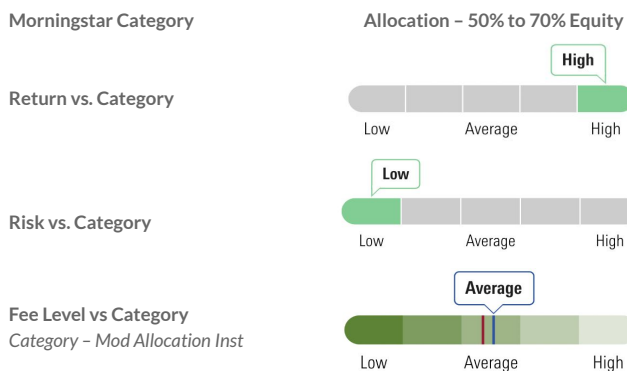 Morningstar Category Allocation – 50% to 70% Equity
High
Return vs. Category
Low Average High
Low
Risk vs. Category
Low Average High
Average
Fee Level vs Category
Category – Mod Allocation Inst
Low Average High